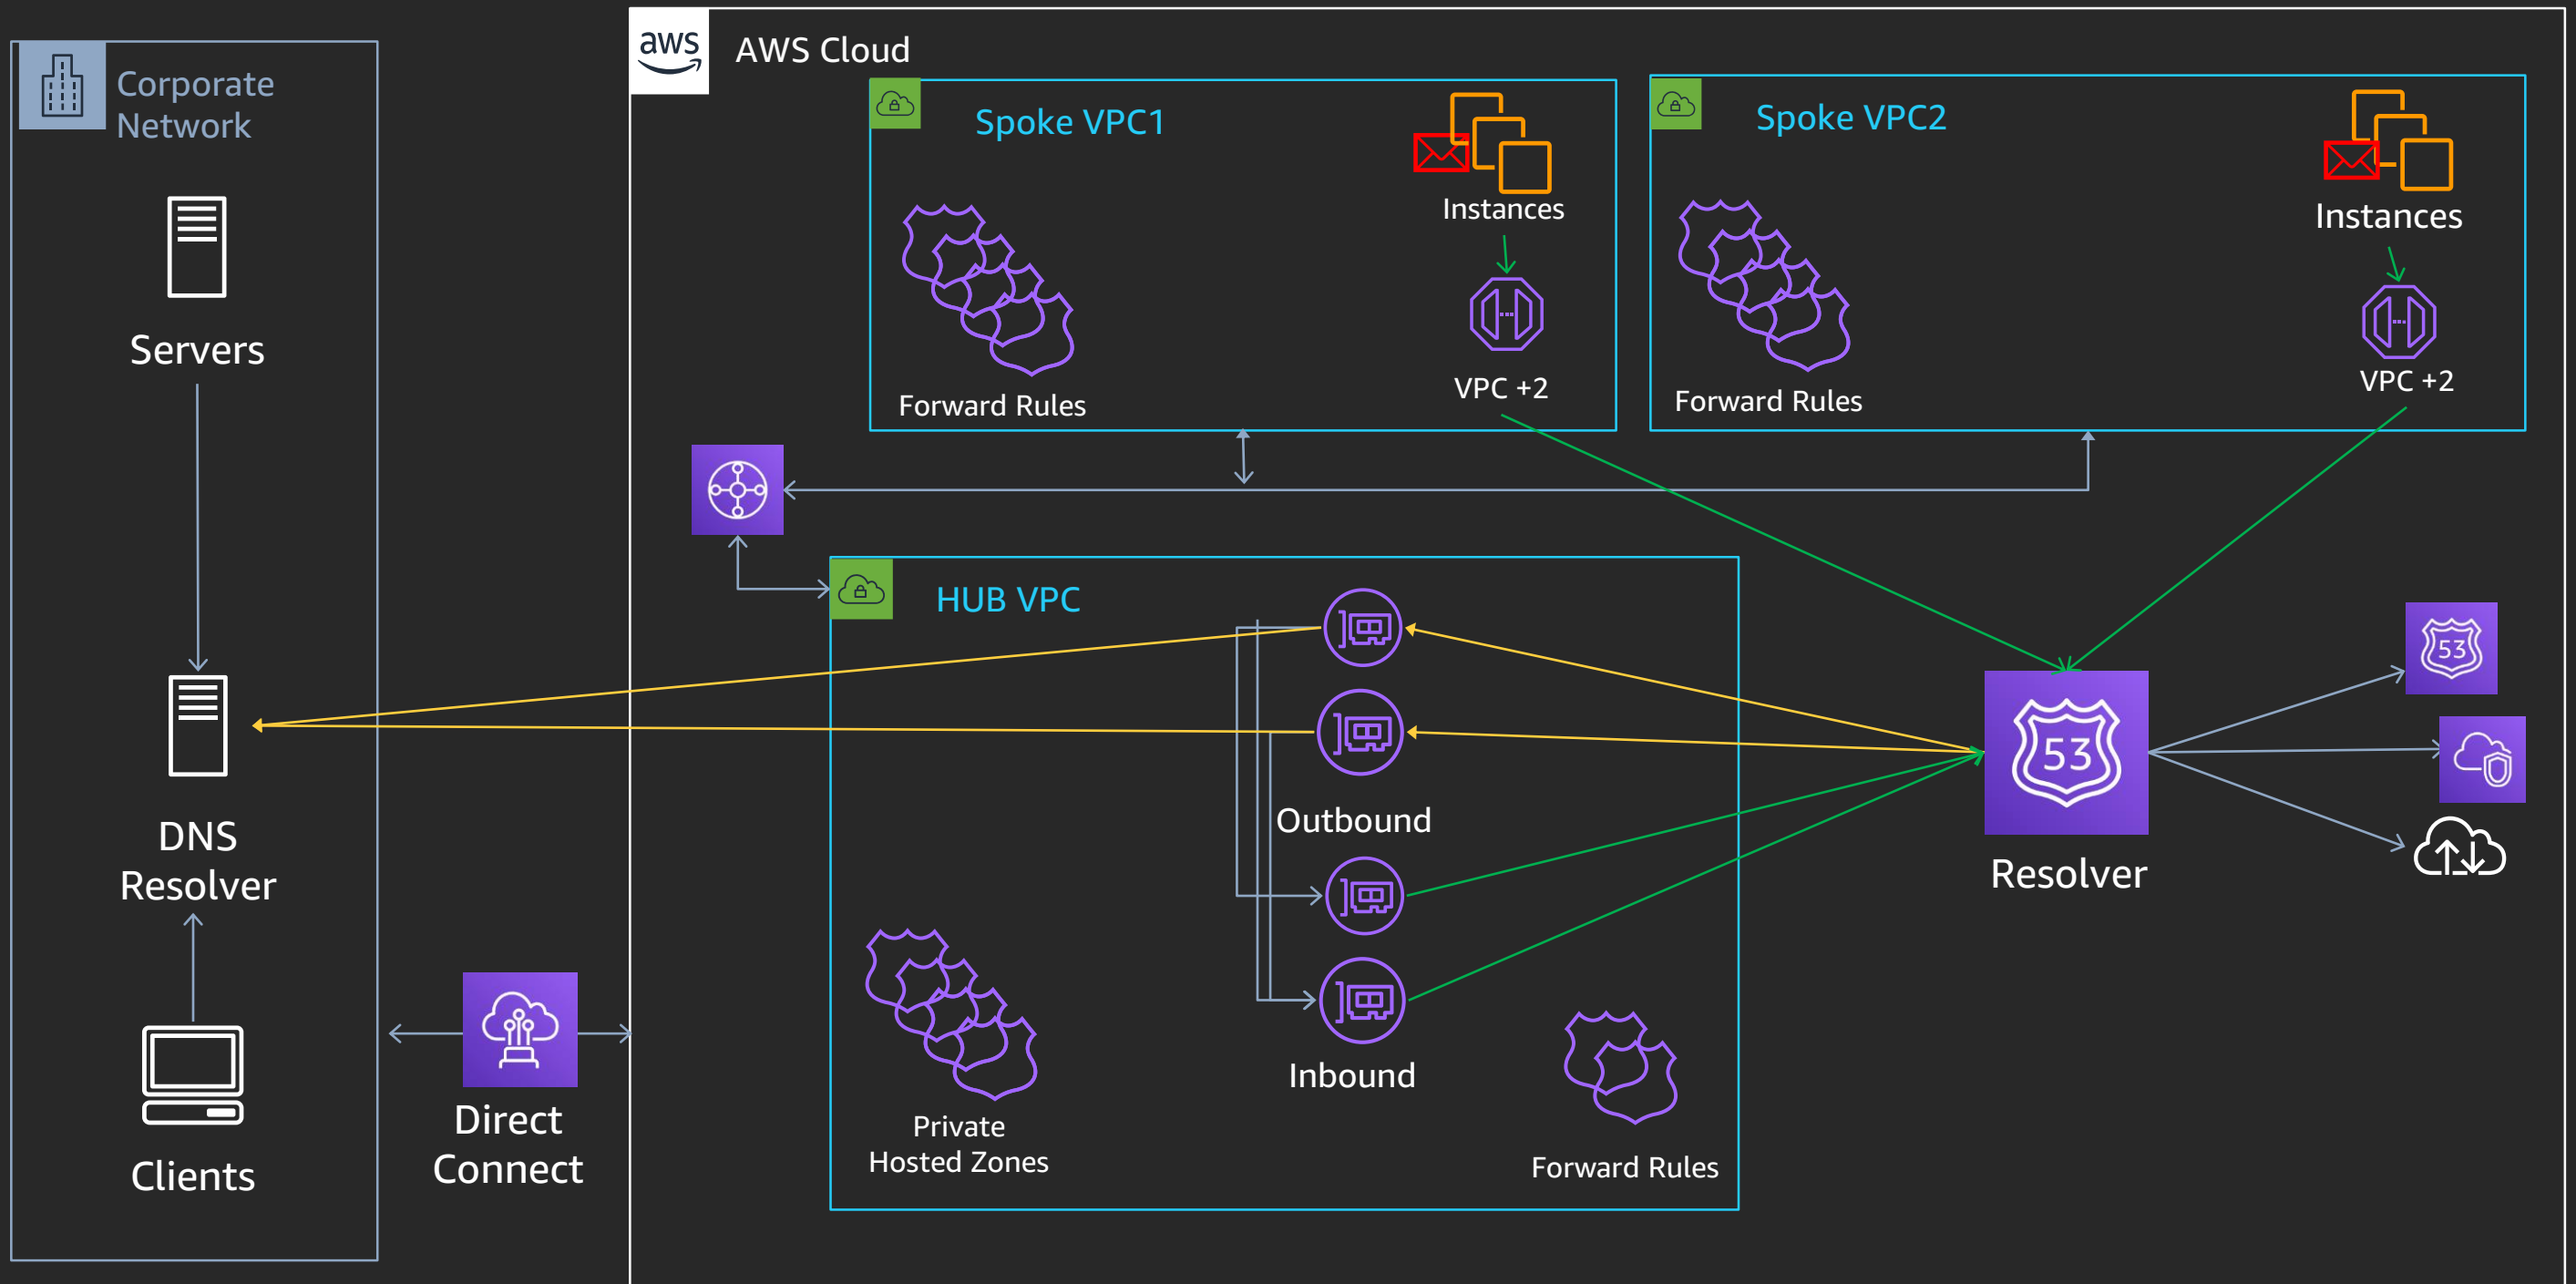 Corporate
Network
Servers
DNS
Resolver
Clients
Direct
Connect
aws
AWS Cloud
Spoke VPC1
Instances
VPC +2
Forward Rules
Spoke VPC2
Instances
VPC +2
Forward Rules
HUB VPC
Outbound
Inbound
Private
Hosted Zones
Forward Rules
53
Resolver
53